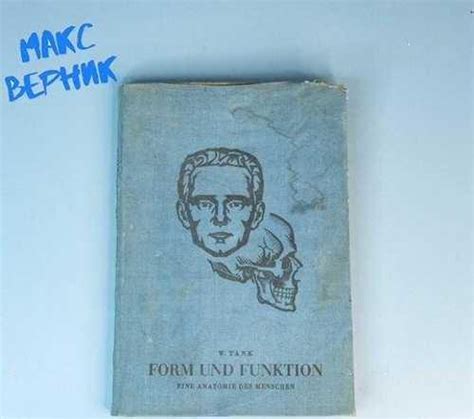 МАКС
ВЕРНИК
W. TANK
FORM UND FUNKTION
EINE ANATOMIE DES MENSCHEN